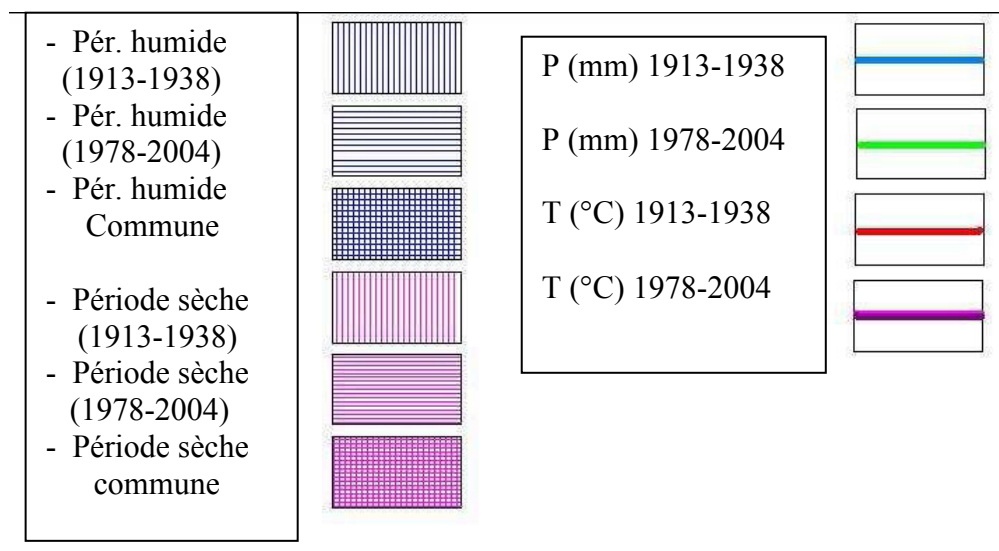 - Pér. humide
(1913-1938)
- Pér. humide
(1978-2004)
- Pér. humide
Commune
- Période sèche
(1913-1938)
- Période sèche
(1978-2004)
- Période sèche
commune
P (mm) 1913-1938
P (mm) 1978-2004
T (°C) 1913-1938
T (°C) 1978-2004